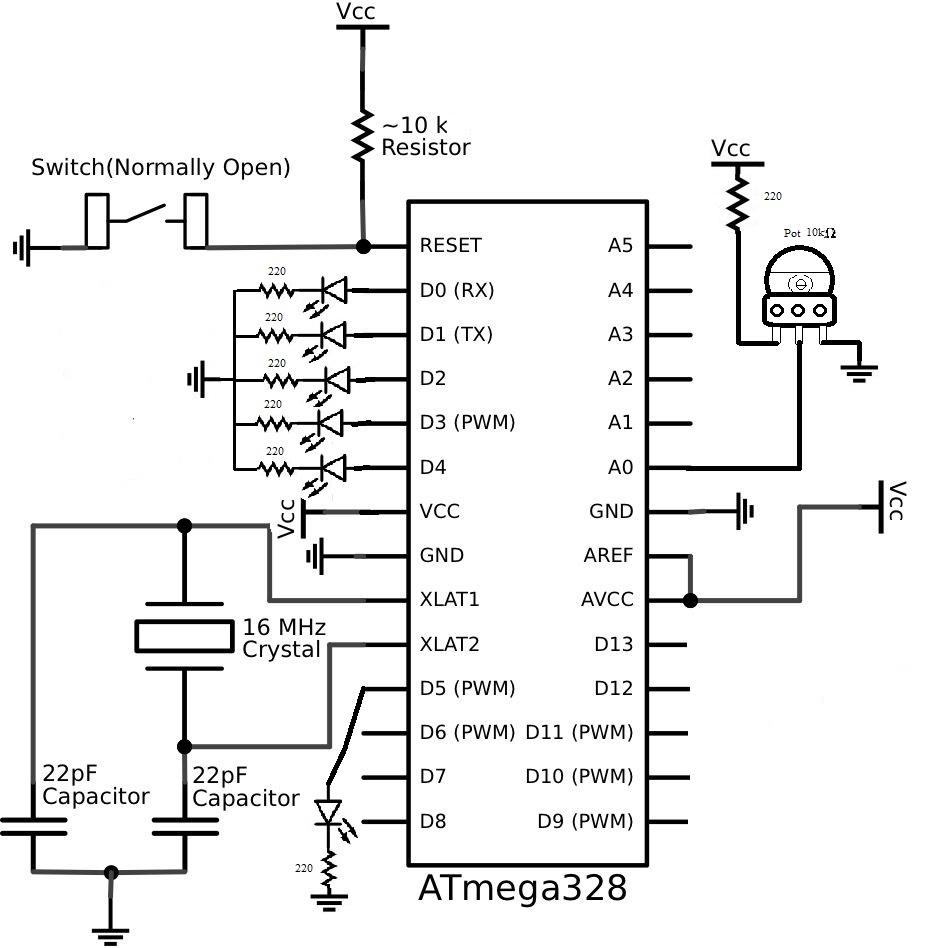 Vcc
~10 k
Resistor
Switch(Normally Open)
Vcc
220
Pot 10kΩ
RESET
A5
220
D0 (RX)
A4
220
D1 (TX)
A3
220
D2
A2
220
D3 (PWM)
A1
220
D4
A0
Vcc
VCC
GND
Vcc
GND
AREF
XLAT1
AVCC
16 MHz
Crystal
XLAT2
D13
D5 (PWM)
D12
D6 (PWM)
D11 (PWM)
22pF
Capacitor
22pF
Capacitor
D7
D10 (PWM)
D8
D9 (PWM)
220
ATmega328